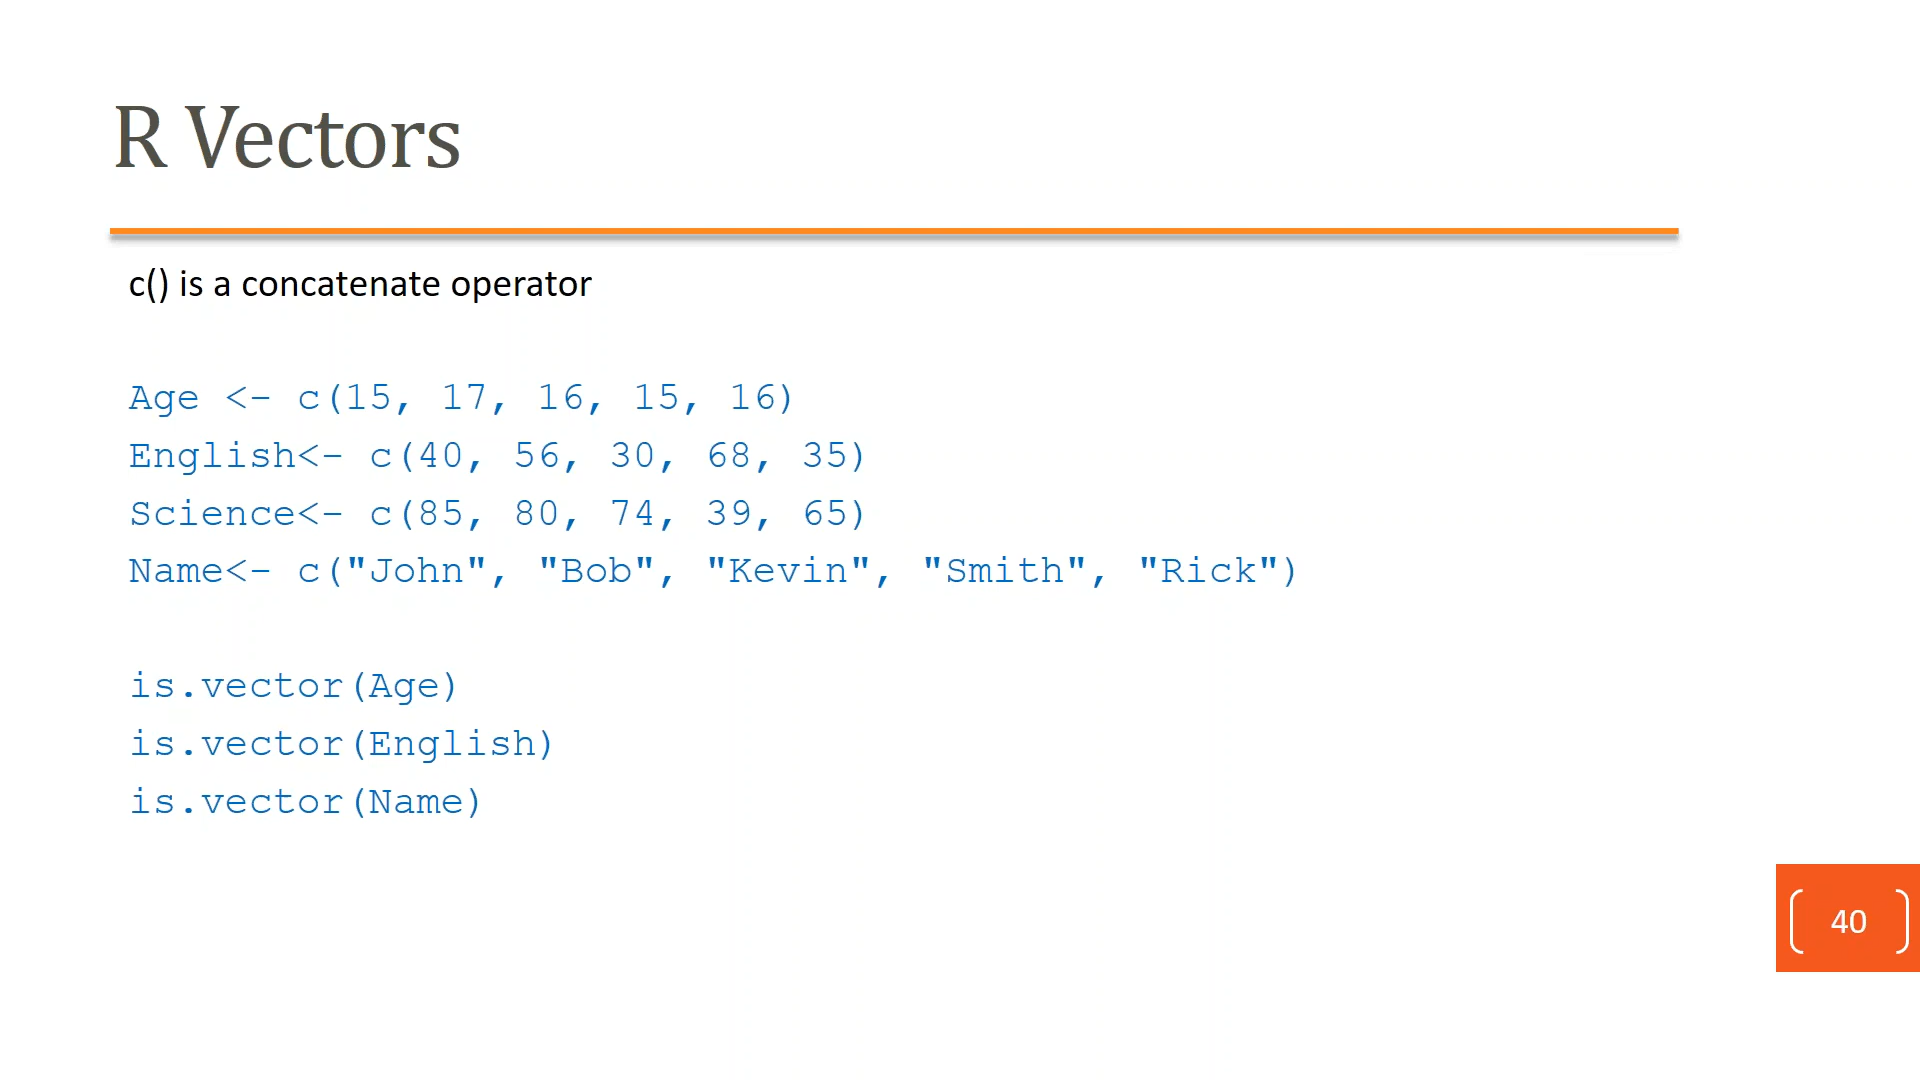 R Vectors
c() is a concatenate operator
Age <- c(15, 17, 16, 15, 16)
English<- c(40, 56, 30, 68, 35)
Science<- c(85, 80, 74, 39, 65)
Name<- c("John", "Bob", "Kevin", "Smith", "Rick")
is.vector(Age)
is.vector(English)
is.vector(Name)
40